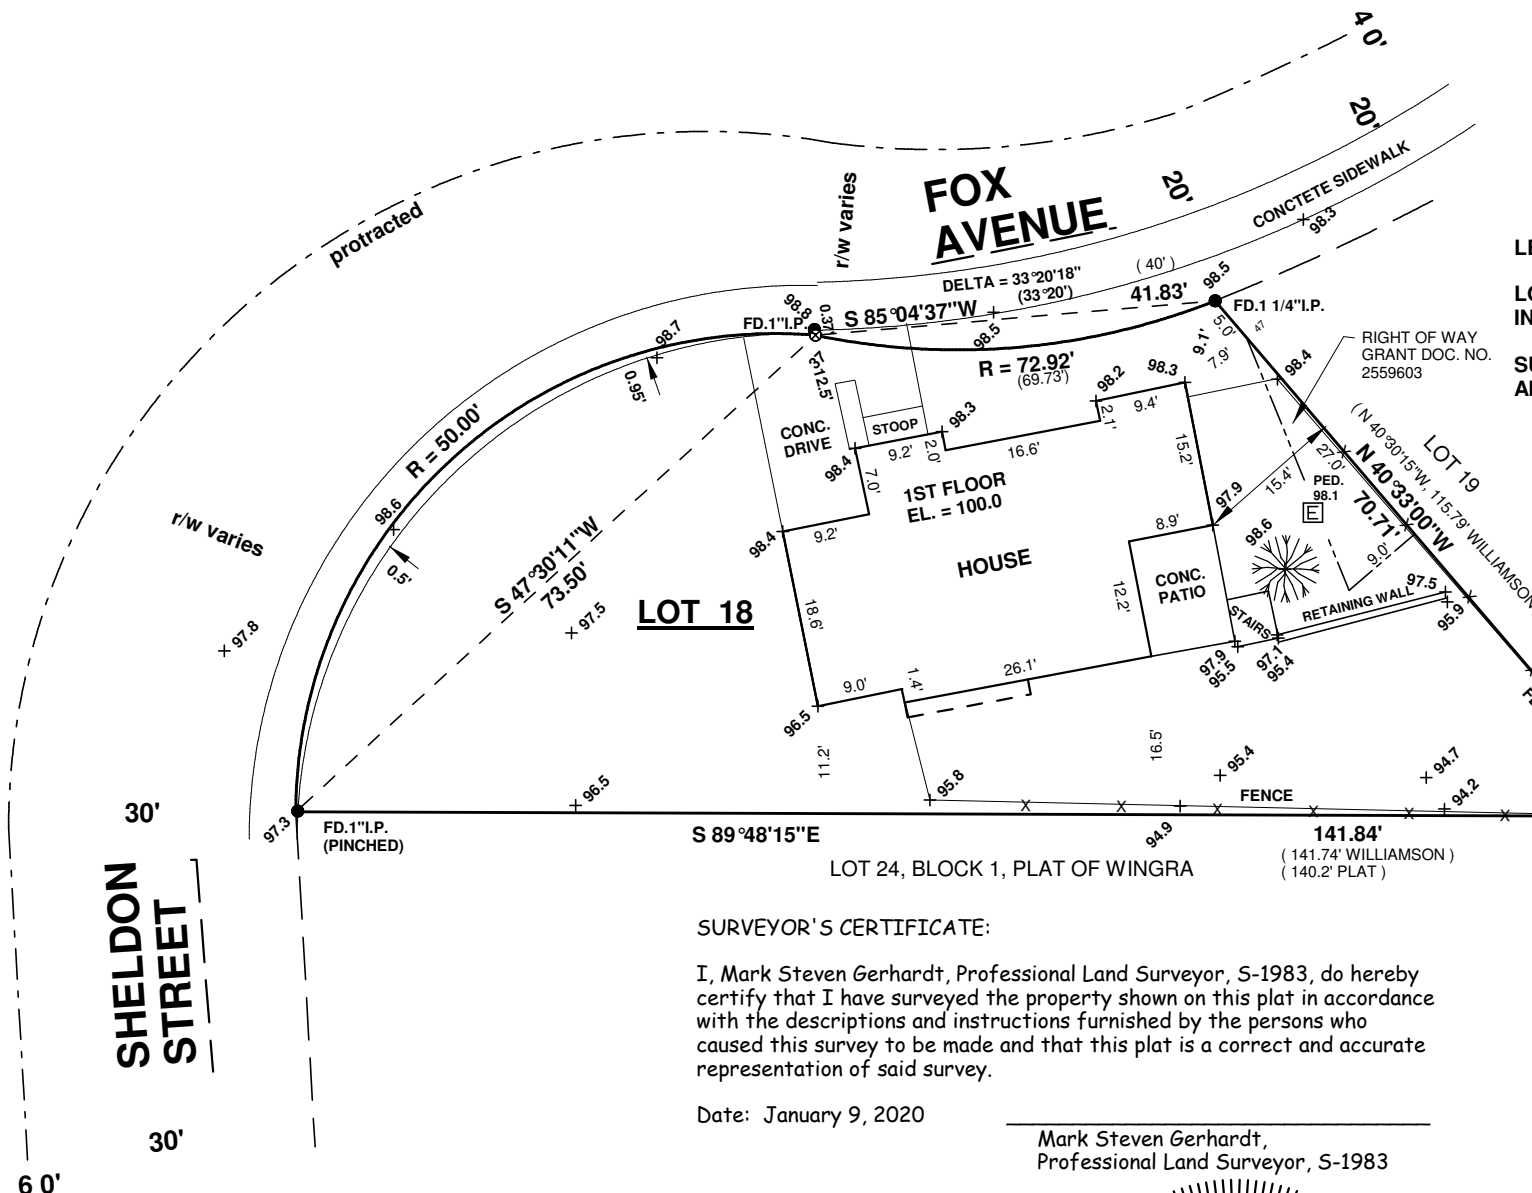 40'
20'
20'
FOX
AVENUE
CONCTETE SIDEWALK
98.3
r/w varies
protracted
DELTA = 33°20'18"
(33°20')
( 40' )
41.83'
98.5
FD.1 1/4"I.P.
S 85°04'37"W
98.8
0.37'
FD.1"I.P.
98.7
0.95'
98.5
R = 72.92'
(69.73')
5.0'
9.1'
7.9'
47
98.4
RIGHT OF WAY
GRANT DOC. NO.
2559603
LOT 19
( N 40°30'15"W, 115.79' WILLIAMSON
N 40°33'00"W
70.71'
R = 50.00'
12.5'
CONC.
DRIVE
STOOP
98.3
98.2
98.3
9.4'
2.1'
9.2'
2.0'
16.6'
15.2'
98.4
7.0'
1ST FLOOR
EL. = 100.0
HOUSE
97.9
15.4'
27.0'
PED.
98.1
E
98.6
9.0'
98.6
0.5'
r/w varies
S 47°30'11"W
73.50'
98.4
9.2'
8.9'
CONC.
PATIO
12.2'
18.6'
LOT 18
97.5
97.8
STAIRS
RETAINING WALL
97.5
95.9
97.9
95.5
97.1
95.4
26.1'
1.4'
9.0'
96.5
11.2'
16.5'
95.4
94.7
94.2
95.8
96.5
FENCE
97.3
FD.1"I.P.
(PINCHED)
S 89°48'15"E
94.9
141.84'
( 141.74' WILLIAMSON )
( 140.2' PLAT )
LOT 24, BLOCK 1, PLAT OF WINGRA
30'
SHELDON
STREET
30'
60'
SURVEYOR'S CERTIFICATE:
I, Mark Steven Gerhardt, Professional Land Surveyor, S-1983, do hereby
certify that I have surveyed the property shown on this plat in accordance
with the descriptions and instructions furnished by the persons who
caused this survey to be made and that this plat is a correct and accurate
representation of said survey.
Date: January 9, 2020
Mark Steven Gerhardt,
Professional Land Surveyor, S-1983